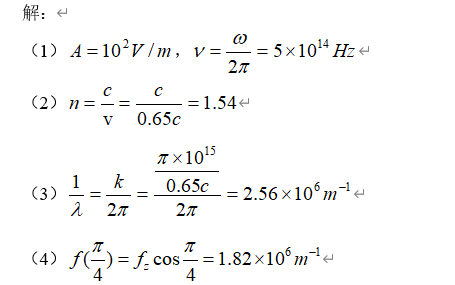 解：
（1）A = 10²V / m，ν = ω/2π = 5×10¹⁴ Hz
（2）n = c/v = c/0.65c = 1.54
（3）1/λ = k/2π = (π×10¹⁵/0.65c)/2π = 2.56×10⁶ m⁻¹
（4）f(π/4) = f_z cos π/4 = 1.82×10⁶ m⁻¹